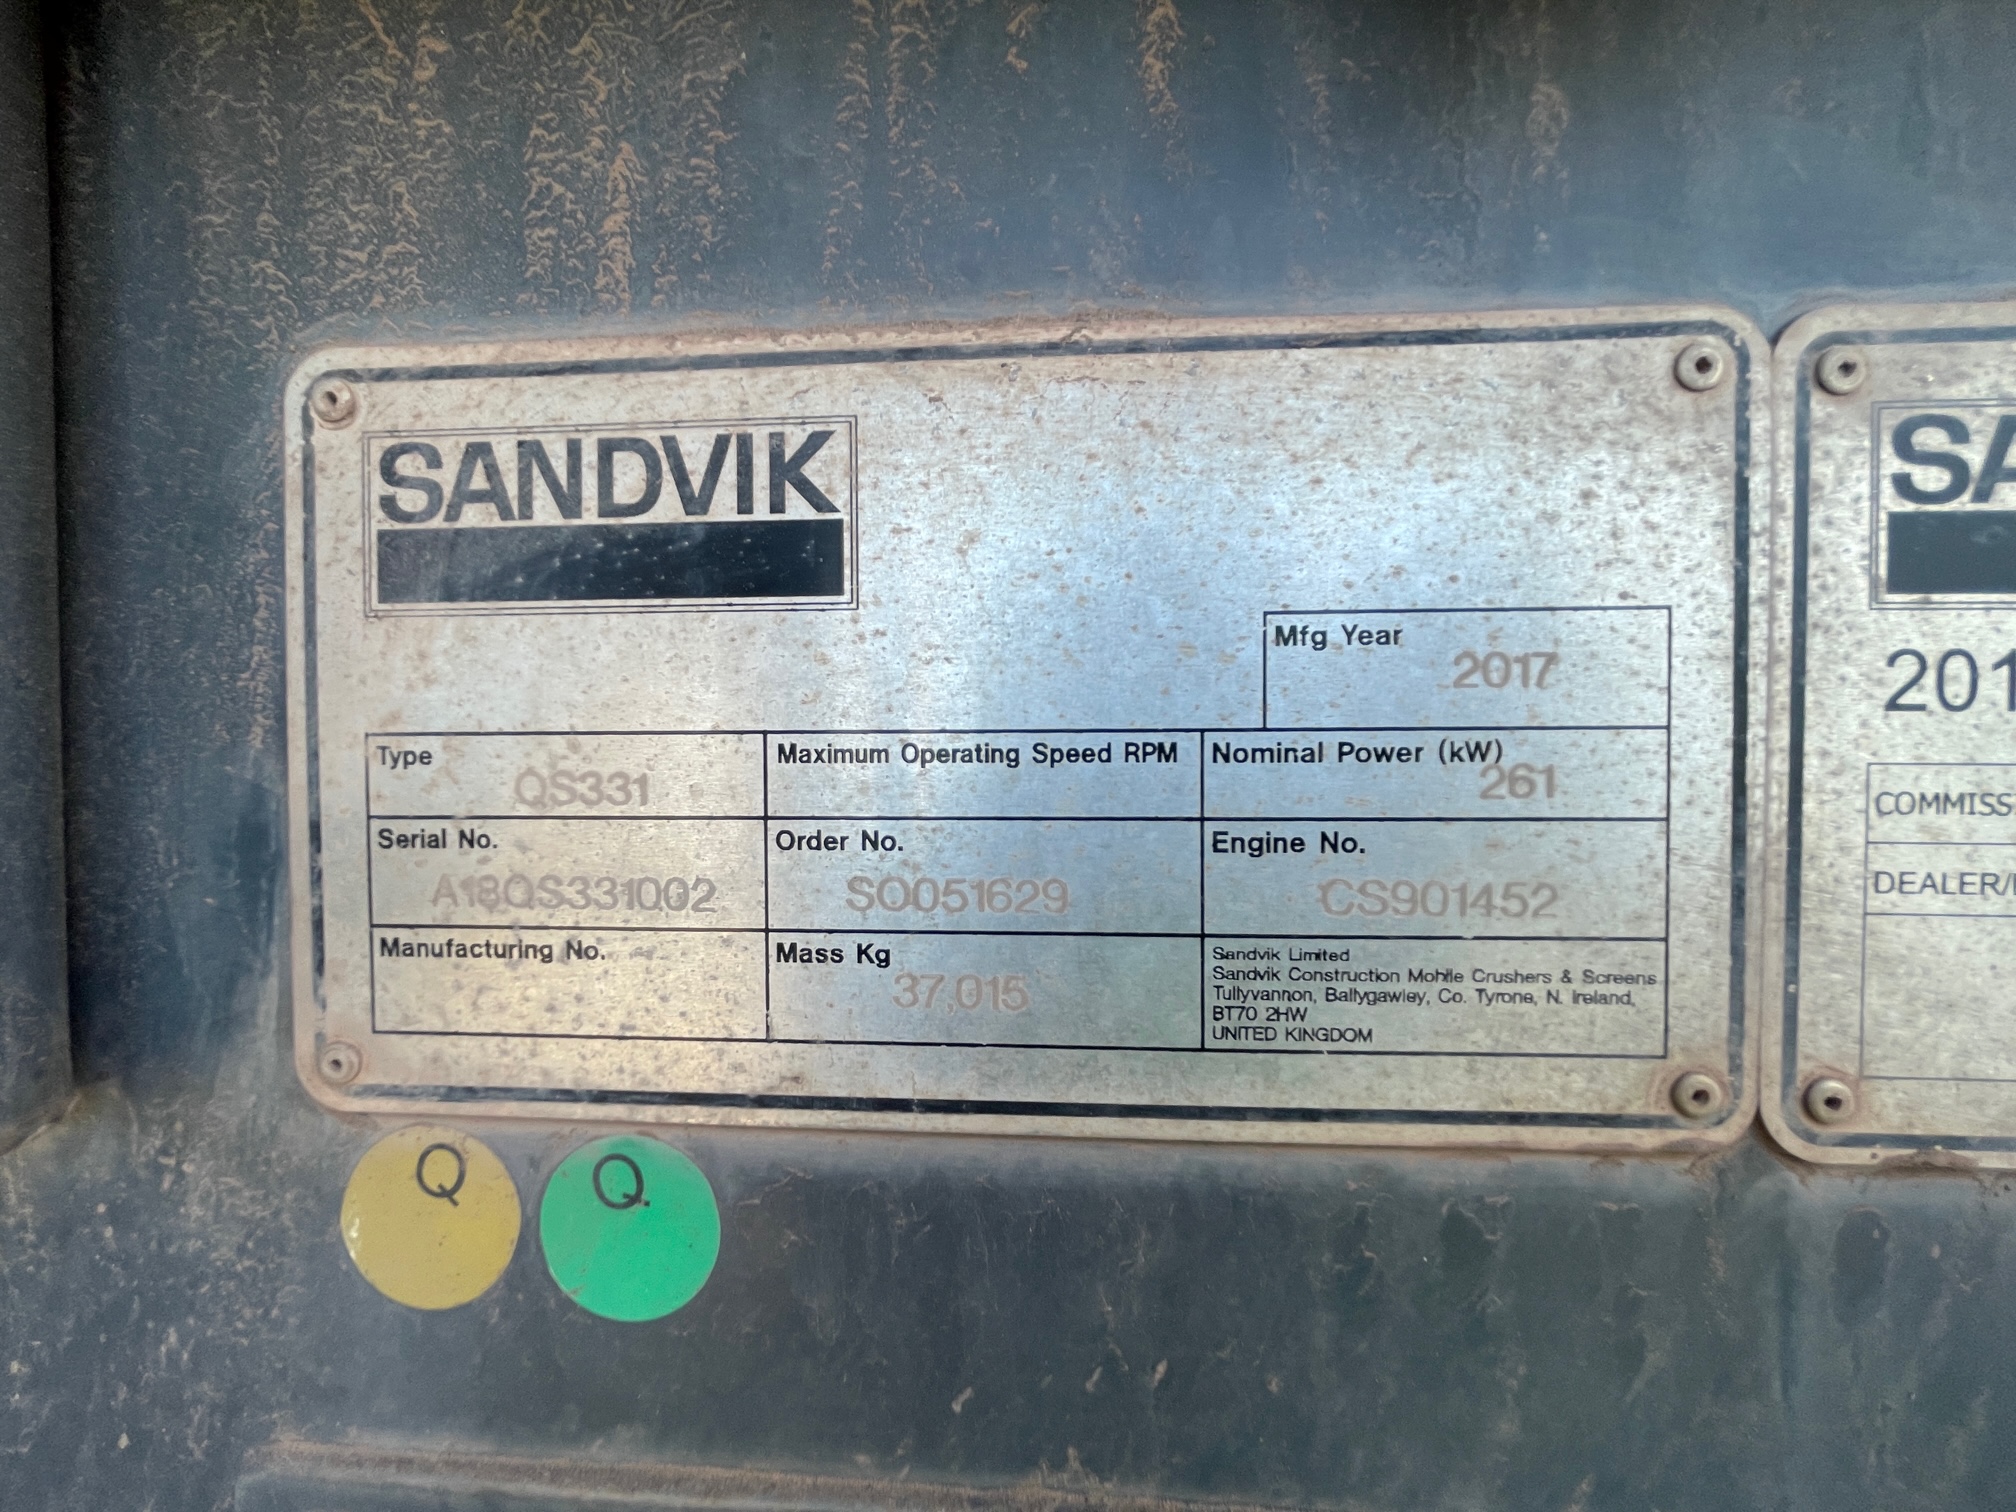 SANDVIK
Mfg Year
2017
Type
QS331
Maximum Operating Speed RPM
Nominal Power (kW)
261
Serial No.
A18QS331002
Order No.
SO051629
Engine No.
CS901452
Manufacturing No.
Mass Kg
37,015
Sandvik Limited
Sandvik Construction Mobile Crushers & Screens
Tullyvannon, Ballygawley, Co. Tyrone, N. Ireland,
BT70 2HW
UNITED KINGDOM
Q
Q.
SA
201
COMMISS
DEALER/